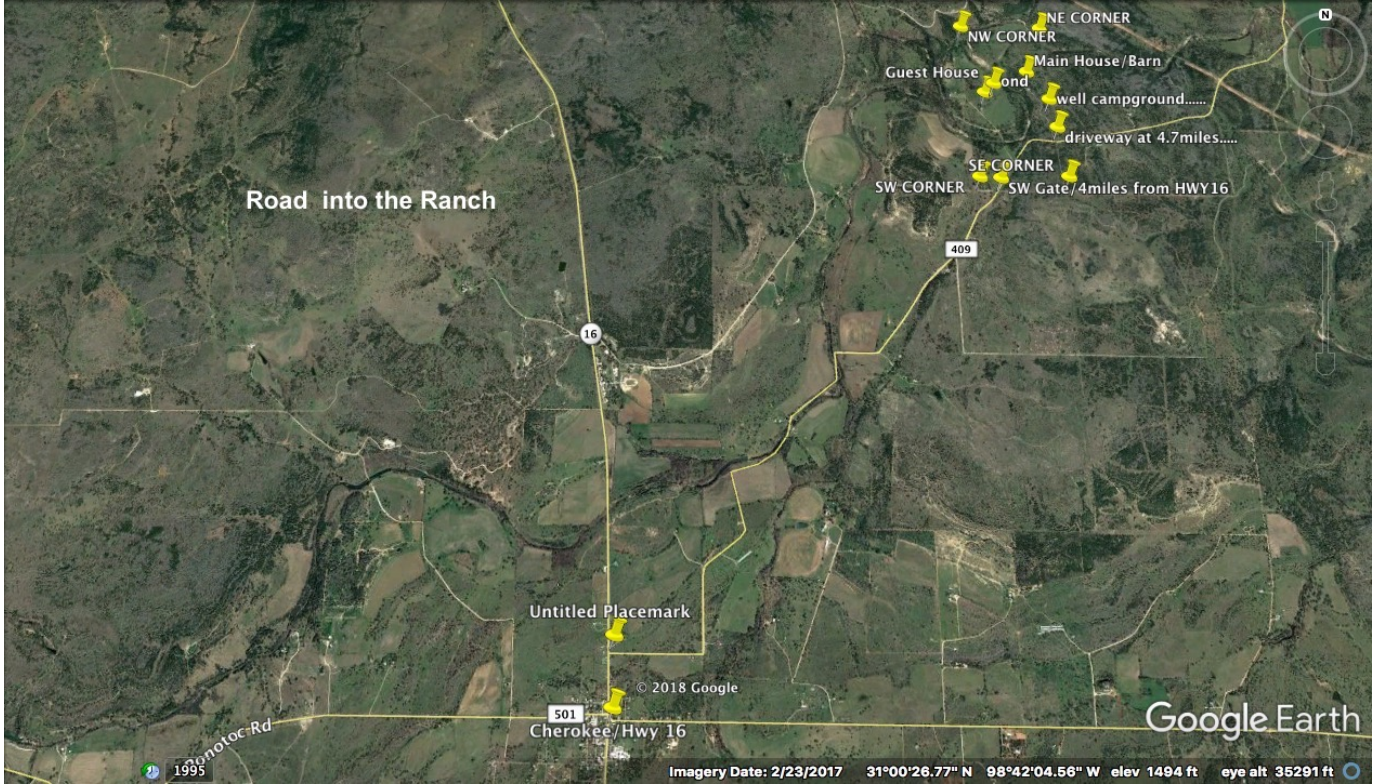 N
NE CORNER
NW CORNER
Main House/Barn
Guest House
ond
well campground......
driveway at 4.7miles.....
SE CORNER
SW CORNER
SW Gate/4miles from HWY16
Road into the Ranch
409
16
Untitled Placemark
© 2018 Google
501
Cherokee/Hwy 16
Google Earth
onotoc Rd
1995
Imagery Date: 2/23/2017 31°00'26.77" N 98°42'04.56" W elev 1494 ft eye alt 35291 ft